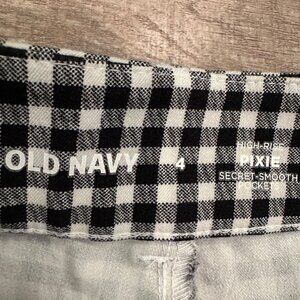 OLD NAVY
4
HIGH-RISE
PIXIE
SECRET-SMOOTH
POCKETS